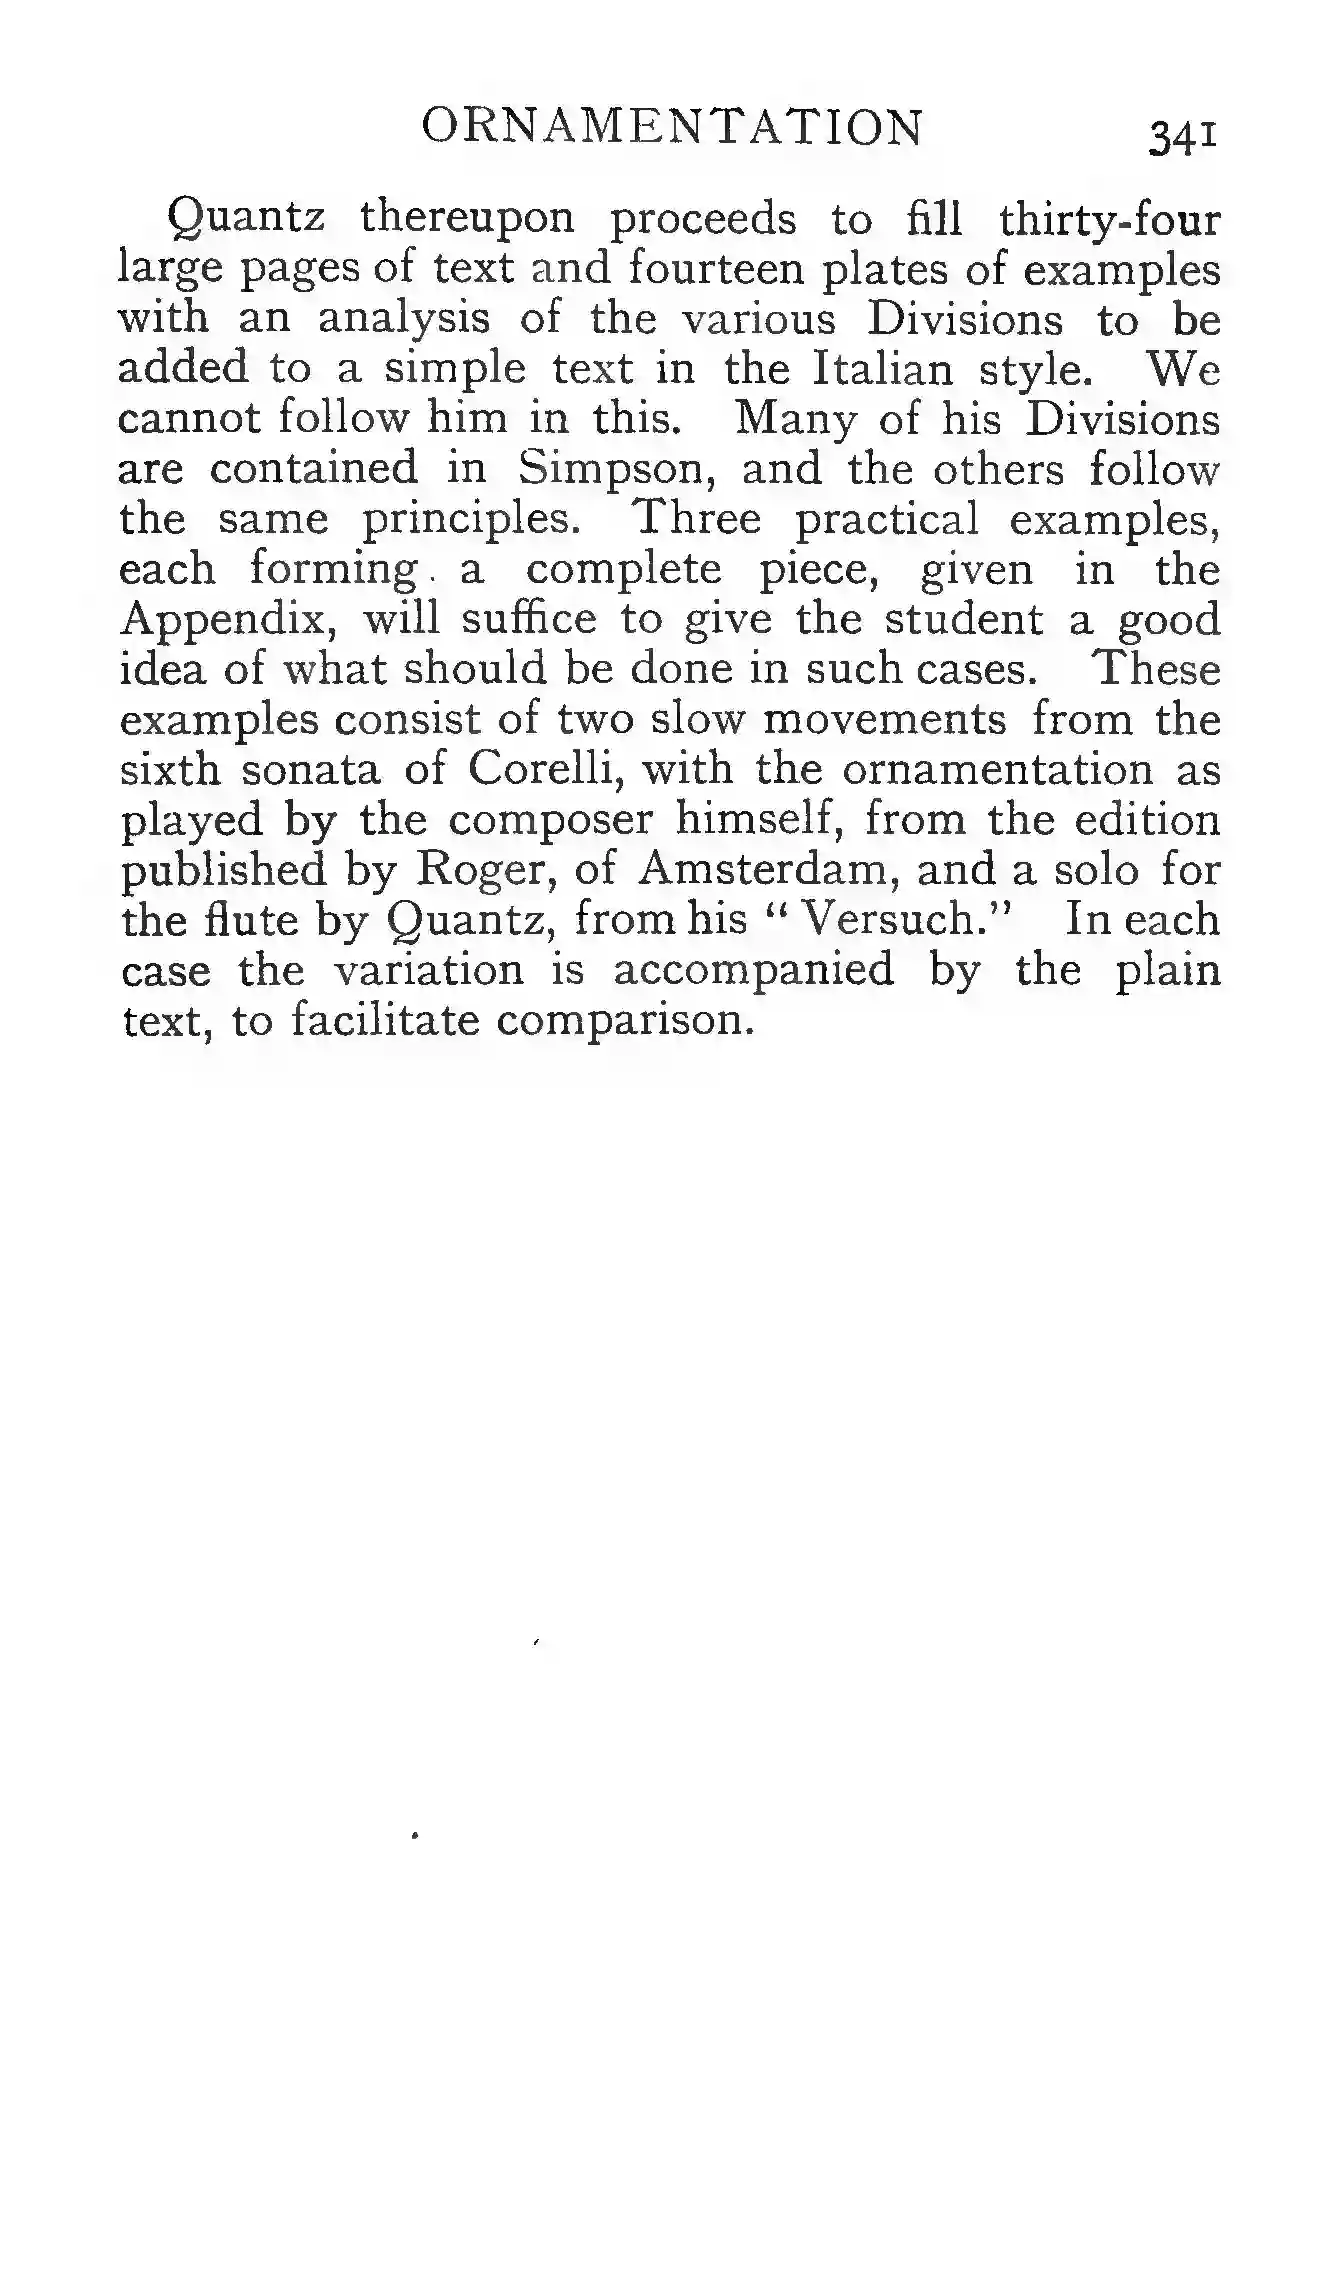 ORNAMENTATION 341
Quantz thereupon proceeds to fill thirty-four
large pages of text and fourteen plates of examples
with an analysis of the various Divisions to be
added to a simple text in the Italian style. We
cannot follow him in this. Many of his Divisions
are contained in Simpson, and the others follow
the same principles. Three practical examples,
each forming a complete piece, given in the
Appendix, will suffice to give the student a good
idea of what should be done in such cases. These
examples consist of two slow movements from the
sixth sonata of Corelli, with the ornamentation as
played by the composer himself, from the edition
published by Roger, of Amsterdam, and a solo for
the flute by Quantz, from his “ Versuch.” In each
case the variation is accompanied by the plain
text, to facilitate comparison.